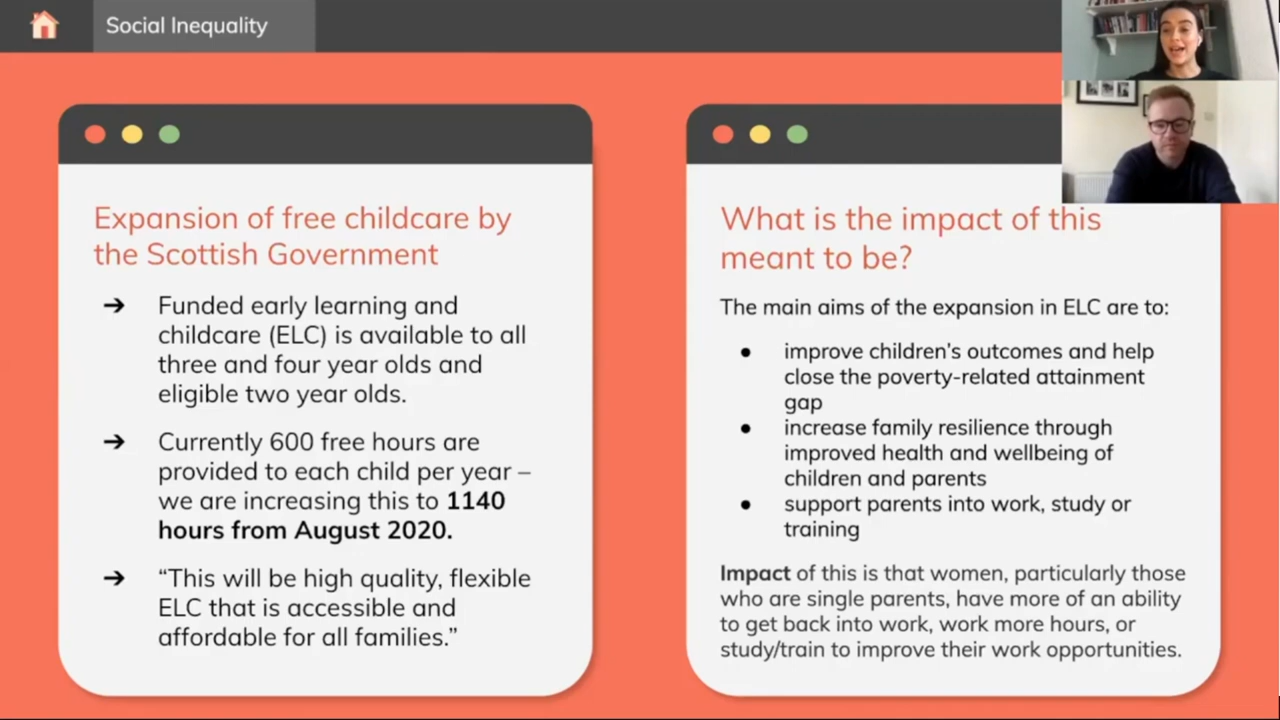 Social Inequality
Expansion of free childcare by
the Scottish Government
➔ Funded early learning and
childcare (ELC) is available to all
three and four year olds and
eligible two year olds.
➔ Currently 600 free hours are
provided to each child per year –
we are increasing this to 1140
hours from August 2020.
➔ “This will be high quality, flexible
ELC that is accessible and
affordable for all families.”
What is the impact of this
meant to be?
The main aims of the expansion in ELC are to:
● improve children’s outcomes and help
close the poverty-related attainment
gap
● increase family resilience through
improved health and wellbeing of
children and parents
● support parents into work, study or
training
Impact of this is that women, particularly those
who are single parents, have more of an ability
to get back into work, work more hours, or
study/train to improve their work opportunities.